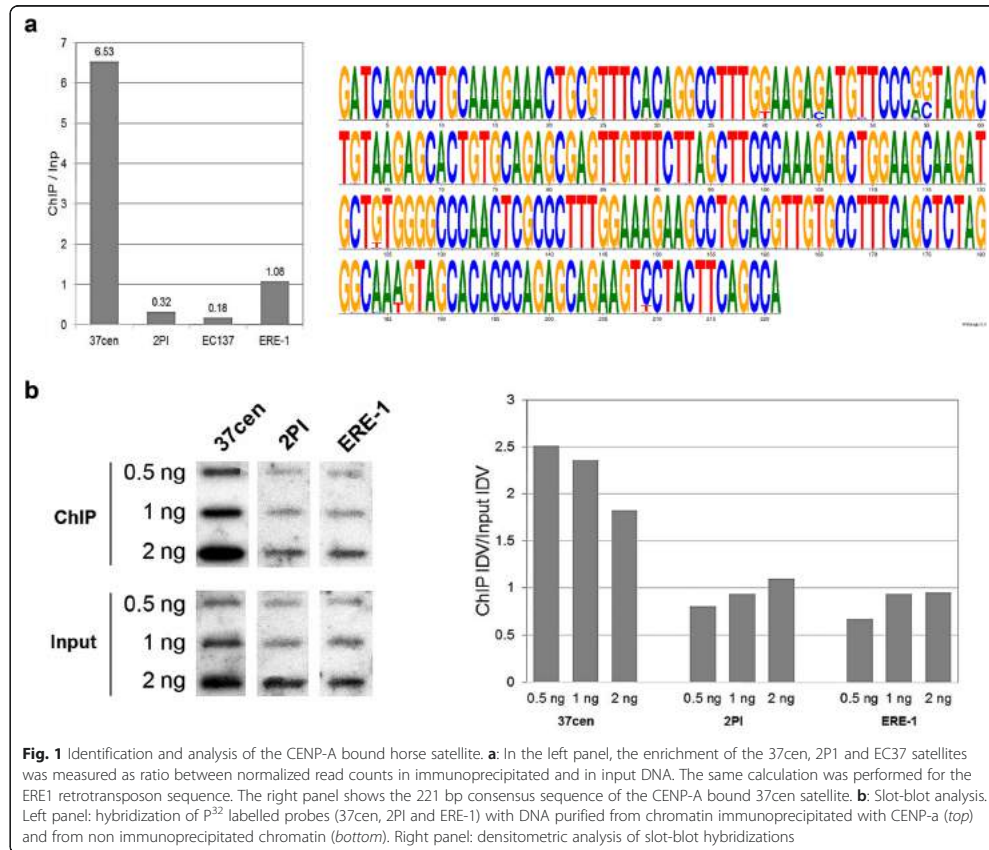 a
7
6
5
4
3
2
1
0
ChIP / Inp
6.53
0.32
0.18
1.08
37cen 2PI EC137 ERE-1
GATCAGGCCTGCAAAGAAACTGCGTTTCACAGGCCTTTGGAAGAGATGTTCCCGGTAGGC
TGTAAGAGCACTGTGCAGAGCGAGTTGTTTCTTAGCTTCCCAAAGAGCTGGAAGCAAGAT
GCTGTGGGGCCCAACTCGCCCTTTGGAAAGAAGCCTGCACGTTGTGCCTTTCAGCTCTAG
GGCAAAGTAGCACACCCAGAGCAGAAGTCCTACTTCAGCCA
b
37cen 2PI ERE-1
ChIP
0.5 ng
1 ng
2 ng
Input
0.5 ng
1 ng
2 ng
3
2.5
2
1.5
1
0.5
0
ChIP IDV/Input IDV
0.5 ng 1 ng 2 ng 0.5 ng 1 ng 2 ng 0.5 ng 1 ng 2 ng
37cen 2PI ERE-1
Fig. 1 Identification and analysis of the CENP-A bound horse satellite. a: In the left panel, the enrichment of the 37cen, 2P1 and EC37 satellites
was measured as ratio between normalized read counts in immunoprecipitated and in input DNA. The same calculation was performed for the
ERE1 retrotransposon sequence. The right panel shows the 221 bp consensus sequence of the CENP-A bound 37cen satellite. b: Slot-blot analysis.
Left panel: hybridization of P32 labelled probes (37cen, 2PI and ERE-1) with DNA purified from chromatin immunoprecipitated with CENP-a (top)
and from non immunoprecipitated chromatin (bottom). Right panel: densitometric analysis of slot-blot hybridizations